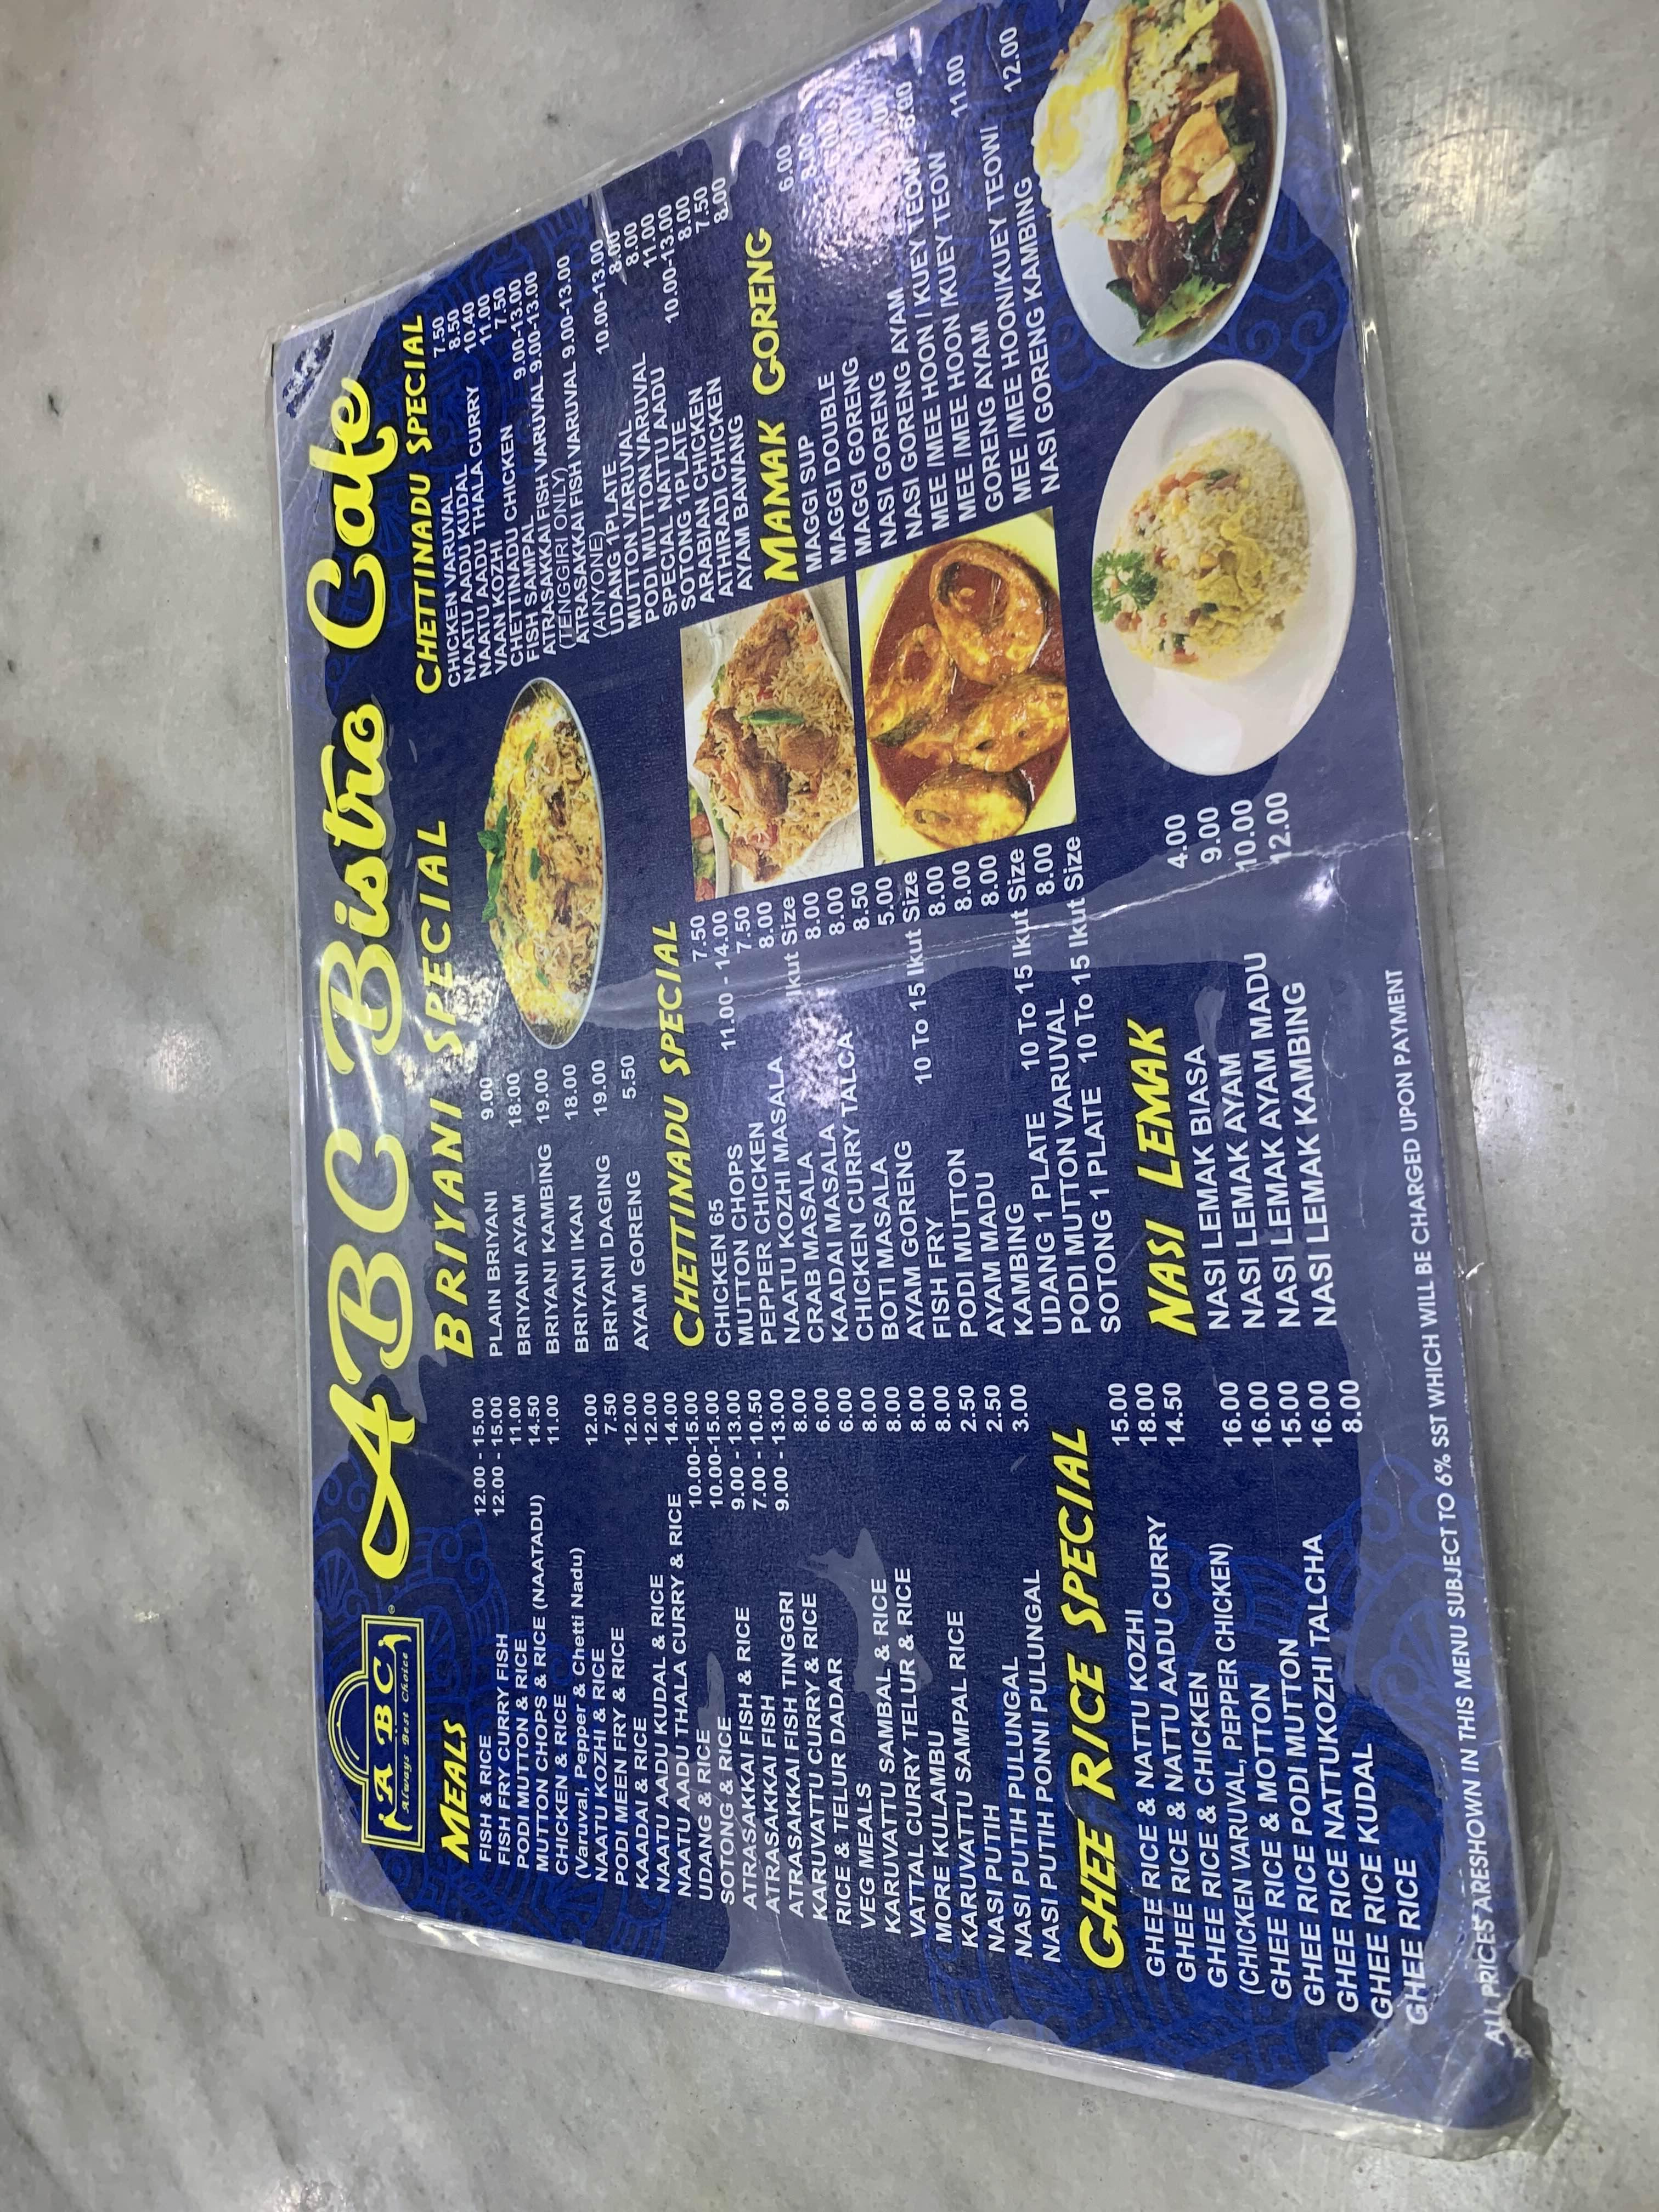 ABC
Always Best Choice
ABC Bistro Cafe
MEALS
FISH & RICE 12.00 - 15.00
FISH FRY CURRY FISH 12.00 - 15.00
PODI MUTTON & RICE 11.00
MUTTON CHOPS & RICE (NAATADU) 14.50
CHICKEN & RICE 11.00
(Varuval, Pepper & Chetti Nadu)
NAATU KOZHI & RICE 12.00
PODI MEEN FRY & RICE 7.50
KAADAI & RICE 12.00
NAATU AADU KUDAL & RICE 12.00
NAATU AADU THALA CURRY & RICE 14.00
UDANG & RICE 10.00-15.00
SOTONG & RICE 10.00-15.00
ATRASAKKAI FISH & RICE 9.00 - 13.00
ATRASAKKAI FISH 7.00 - 10.50
ATRASAKKAI FISH TINGGRI 9.00 - 13.00
KARUVATTU CURRY & RICE 8.00
RICE & TELUR DADAR 6.00
VEG MEALS 6.00
KARUVATTU SAMBAL & RICE 8.00
VATTAL CURRY TELUR & RICE 8.00
MORE KULAMBU 8.00
KARUVATTU SAMPAL RICE 8.00
NASI PUTIH 2.50
NASI PUTIH PULUNGAL 2.50
NASI PUTIH PONNI PULUNGAL 3.00
GHEE RICE SPECIAL
GHEE RICE & NATTU KOZHI 15.00
GHEE RICE & NATTU AADU CURRY 18.00
GHEE RICE & CHICKEN 14.50
(CHICKEN VARUVAL, PEPPER CHICKEN)
GHEE RICE & MOTTON 16.00
GHEE RICE PODI MUTTON 16.00
GHEE RICE NATTUKOZHI TALCHA 15.00
GHEE RICE KUDAL 16.00
GHEE RICE 8.00
BRIYANI SPECIAL
PLAIN BRIYANI 9.00
BRIYANI AYAM 18.00
BRIYANI KAMBING 19.00
BRIYANI IKAN 18.00
BRIYANI DAGING 19.00
AYAM GORENG 5.50
CHETTINADU SPECIAL
CHICKEN 65 7.50
MUTTON CHOPS 11.00 - 14.00
PEPPER CHICKEN 7.50
NAATU KOZHI MASALA 8.00
CRAB MASALA Ikut Size
KAADAI MASALA 8.00
CHICKEN CURRY TALCA 8.00
BOTI MASALA 8.50
AYAM GORENG 5.00
FISH FRY 10 To 15 Ikut Size
PODI MUTTON 8.00
AYAM MADU 8.00
KAMBING 8.00
UDANG 1 PLATE 10 To 15 Ikut Size
PODI MUTTON VARUVAL 8.00
SOTONG 1 PLATE 10 To 15 Ikut Size
NASI LEMAK
NASI LEMAK BIASA 4.00
NASI LEMAK AYAM 9.00
NASI LEMAK AYAM MADU 10.00
NASI LEMAK KAMBING 12.00
CHETTINADU SPECIAL
CHICKEN VARUVAL 7.50
NAATU AADU KUDAL 8.50
NAATU AADU THALA CURRY 10.40
VAAN KOZHI 11.00
CHETTINADU CHICKEN 7.50
FISH SAMPAL 9.00-13.00
ATRASAKKAI FISH VARUVAL 9.00-13.00
(TENGGIRI ONLY)
ATRASAKKAI FISH VARUVAL 9.00-13.00
(ANYONE)
UDANG 1PLATE 10.00-13.00
MUTTON VARUVAL 8.00
PODI MUTTON VARUVAL 8.00
SPECIAL NATTU AADU 11.00
SOTONG 1PLATE 10.00-13.00
ARABIAN CHICKEN 8.00
ATHIRADI CHICKEN 7.50
AYAM BAWANG 8.00
MAMAK GORENG
MAGGI SUP 6.00
MAGGI DOUBLE 8.00
MAGGI GORENG 6.00
NASI GORENG
NASI GORENG AYAM
MEE /MEE HOON / KUEY TEOW 6.00
MEE /MEE HOON /KUEY TEOW
GORENG AYAM 11.00
MEE /MEE HOON/KUEY TEOW/
NASI GORENG KAMBING 12.00
ALL PRICES ARESHOWN IN THIS MENU SUBJECT TO 6% SST WHICH WILL BE CHARGED UPON PAYMENT